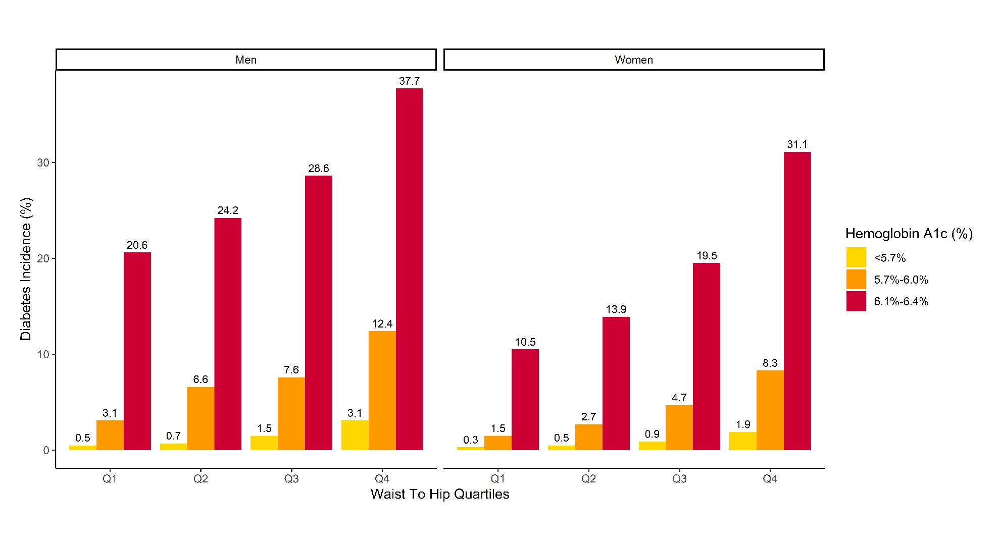 Men
Women
Diabetes Incidence (%)
30
20
10
0
0.5
3.1
20.6
0.7
6.6
24.2
1.5
7.6
28.6
3.1
12.4
37.7
0.3
1.5
10.5
0.5
2.7
13.9
0.9
4.7
19.5
1.9
8.3
31.1
Q1
Q2
Q3
Q4
Q1
Q2
Q3
Q4
Waist To Hip Quartiles
Hemoglobin A1c (%)
<5.7%
5.7%-6.0%
6.1%-6.4%